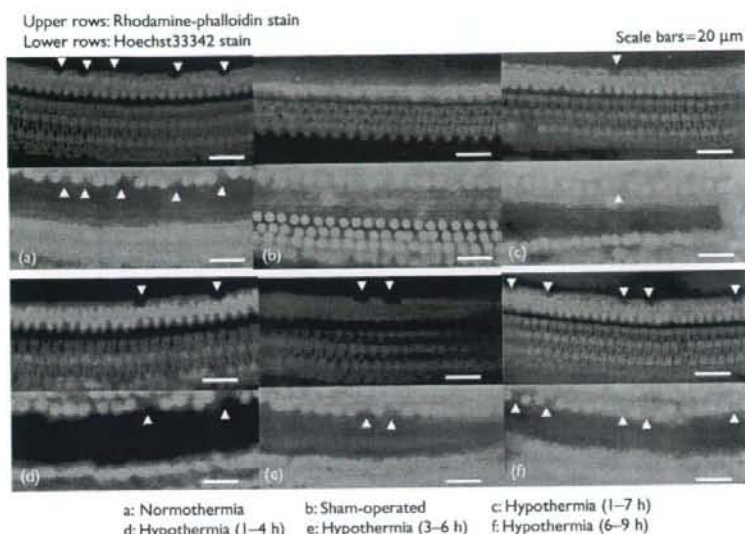 Upper rows: Rhodamine-phalloidin stain
Lower rows: Hoechst33342 stain
Scale bars=20 μm
(a)
(b)
(c)
(d)
(e)
(f)
a: Normothermia b: Sham-operated c: Hypothermia (1–7 h)
d: Hypothermia (1–4 h) e: Hypothermia (3–6 h) f: Hypothermia (6–9 h)